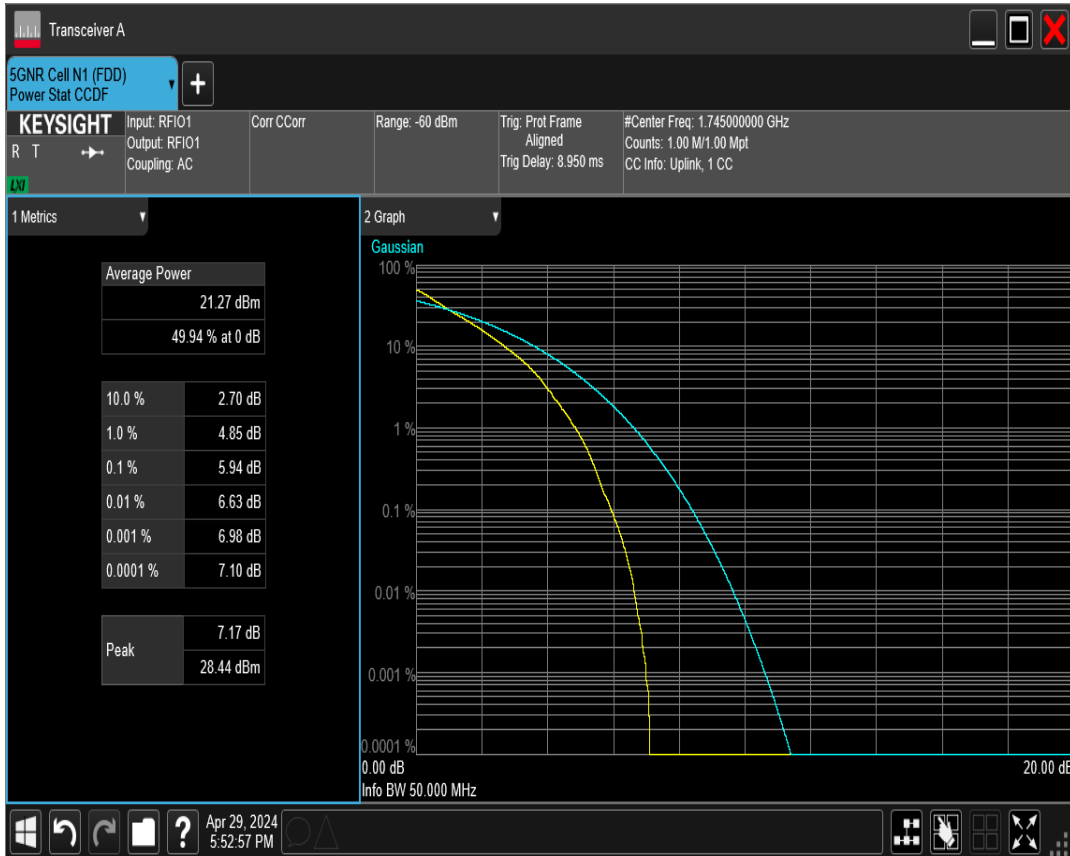 Transceiver A
5GNR Cell N1 (FDD)
Power Stat CCDF
+
KEYSIGHT
R T
LXI
Input: RFIO1
Output: RFIO1
Coupling: AC
Corr CCorr
Range: -60 dBm
Trig: Prot Frame
Aligned
Trig Delay: 8.950 ms
#Center Freq: 1.745000000 GHz
Counts: 1.00 M/1.00 Mpt
CC Info: Uplink, 1 CC
1 Metrics
Average Power
21.27 dBm
49.94 % at 0 dB
10.0 % 2.70 dB
1.0 % 4.85 dB
0.1 % 5.94 dB
0.01 % 6.63 dB
0.001 % 6.98 dB
0.0001 % 7.10 dB
Peak 7.17 dB
28.44 dBm
2 Graph
Gaussian
100 %
10 %
1 %
0.1 %
0.01 %
0.001 %
0.0001 %
0.00 dB 20.00 dB
Info BW 50.000 MHz
?
Apr 29, 2024
5:52:57 PM